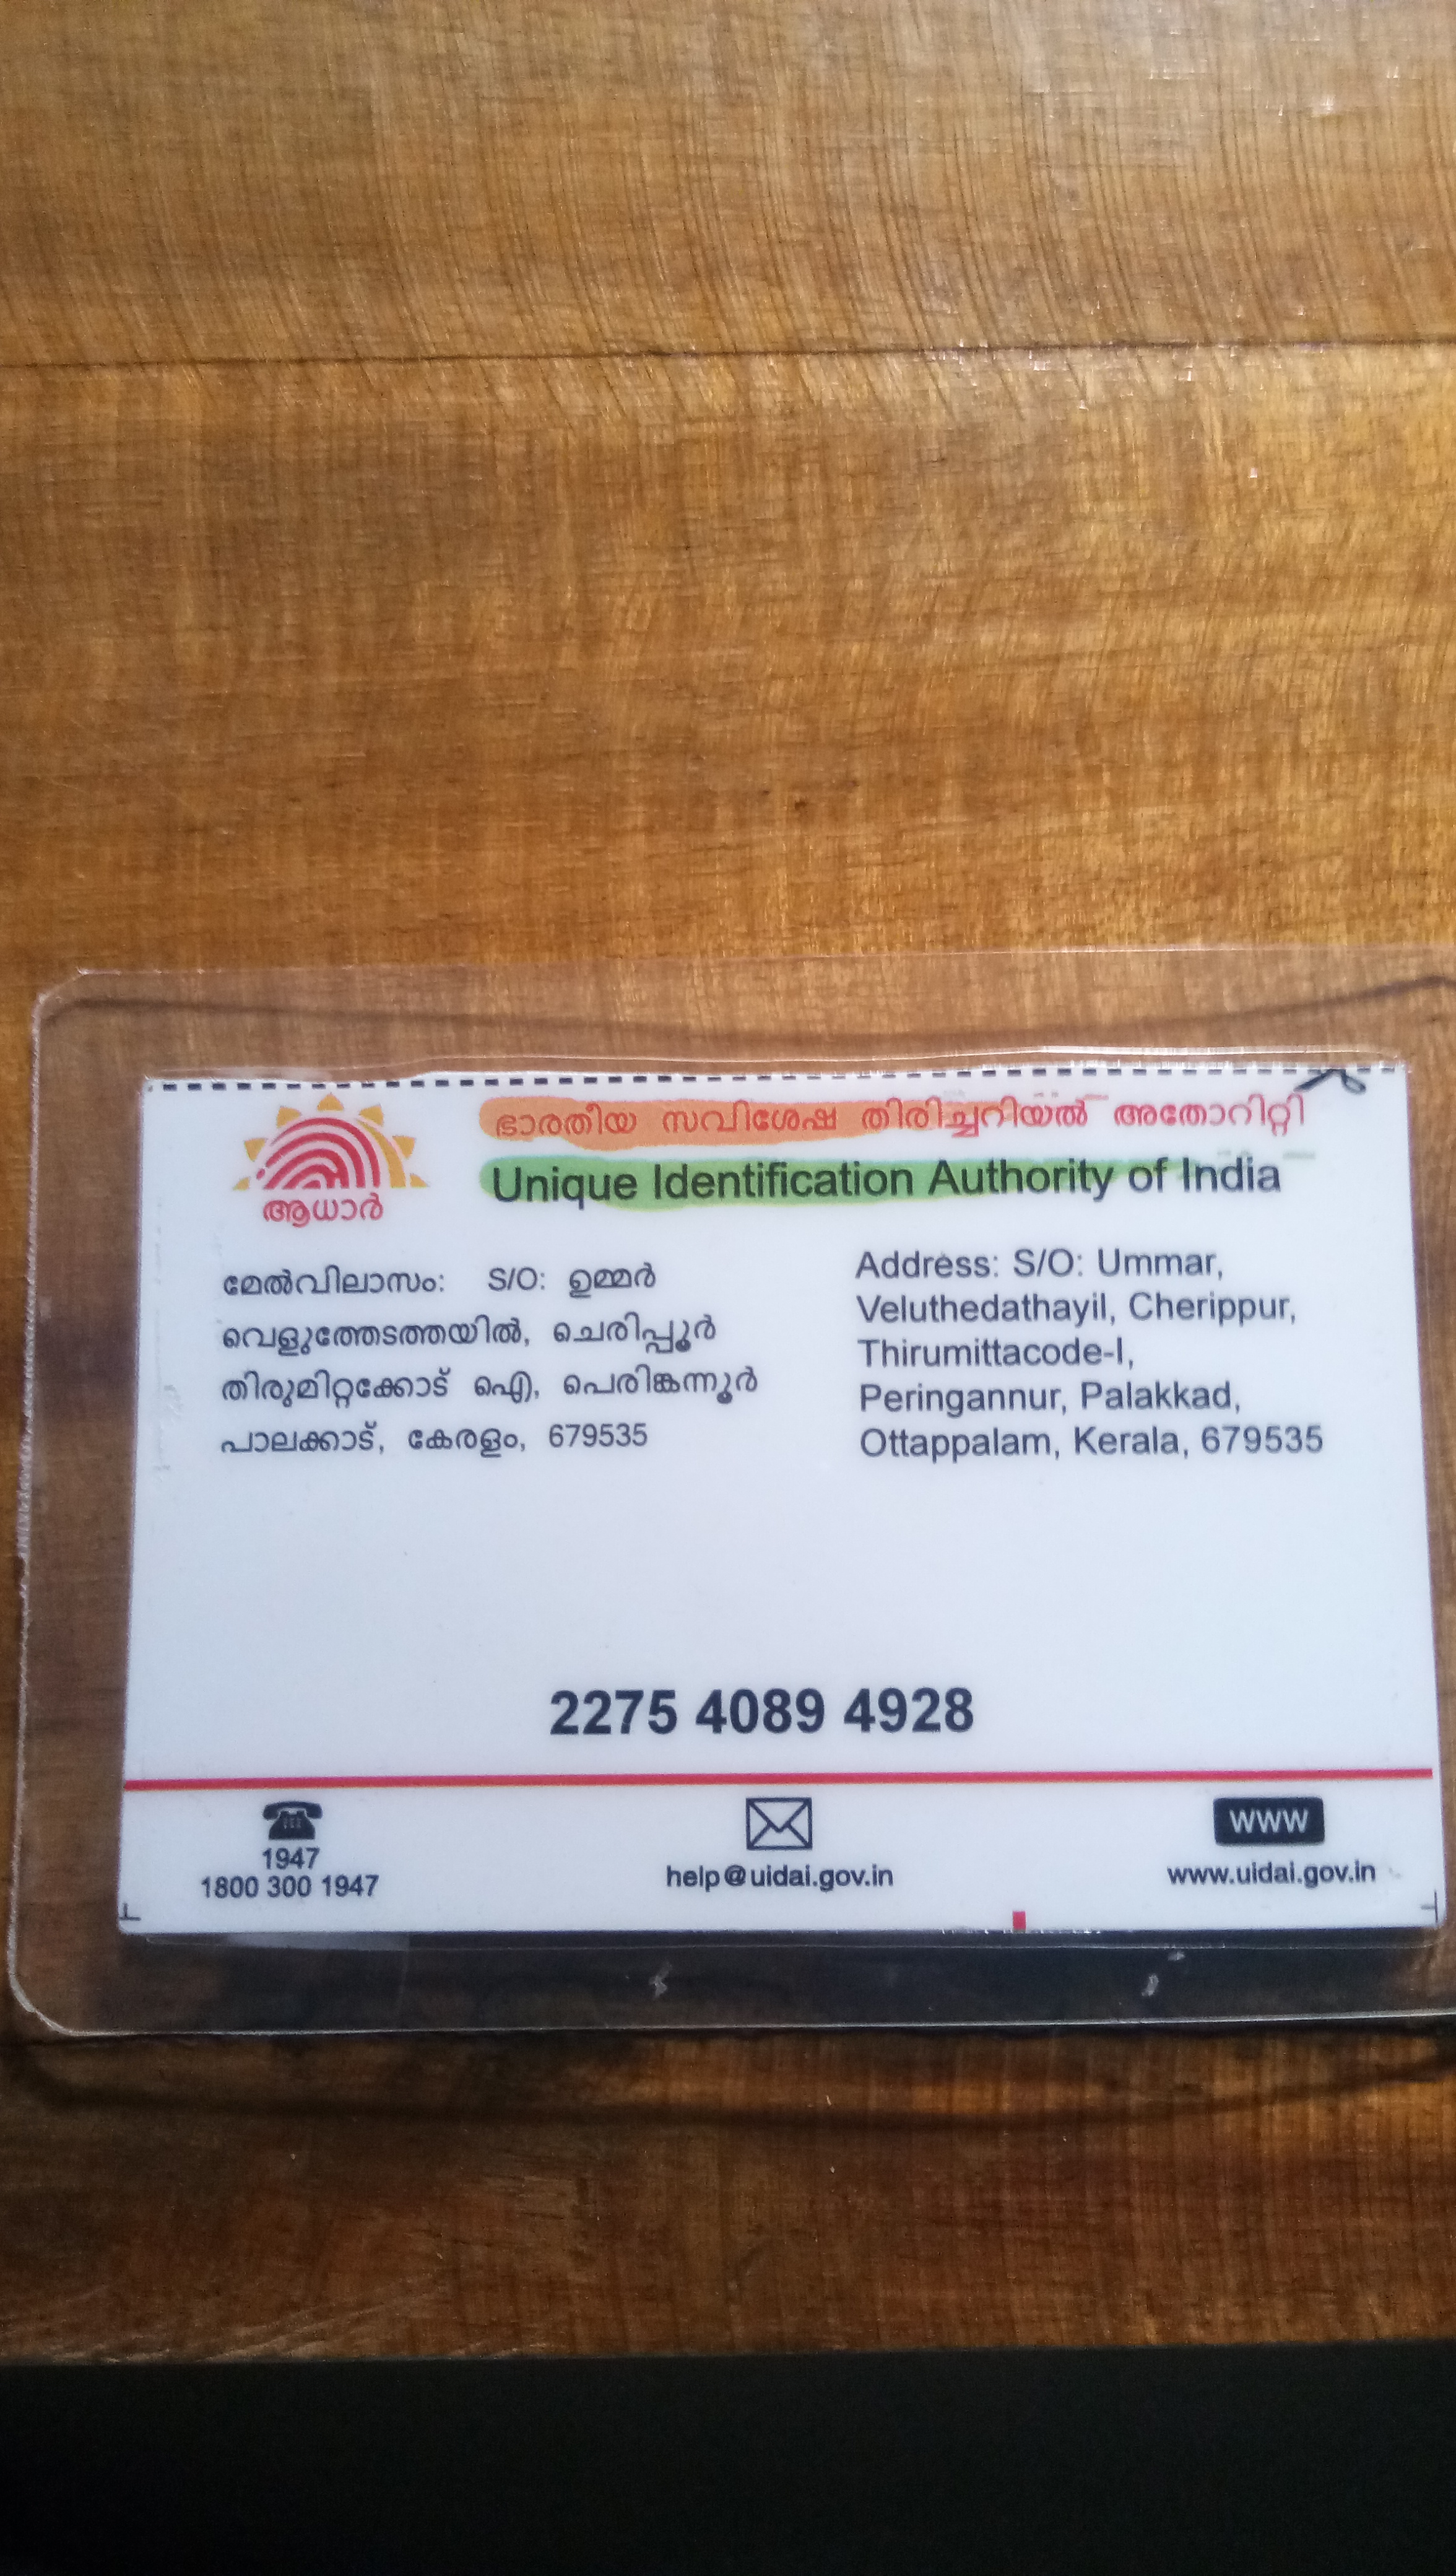 ഭാരതീയ സവിശേഷ തിരിച്ചറിയൽ അതോറിറ്റി
Unique Identification Authority of India
ആധാർ
മേൽവിലാസം: S/O: ഉമ്മർ
വെളുത്തേടത്തയിൽ, ചെരിപ്പൂർ
തിരുമിറ്റക്കോട് ഐ, പെരിങ്കന്നൂർ
പാലക്കാട്, കേരളം, 679535
Address: S/O: Ummar,
Veluthedathayil, Cherippur,
Thirumittacode-I,
Peringannur, Palakkad,
Ottappalam, Kerala, 679535
2275 4089 4928
1947
1800 300 1947
help@uidai.gov.in
WWW
www.uidai.gov.in